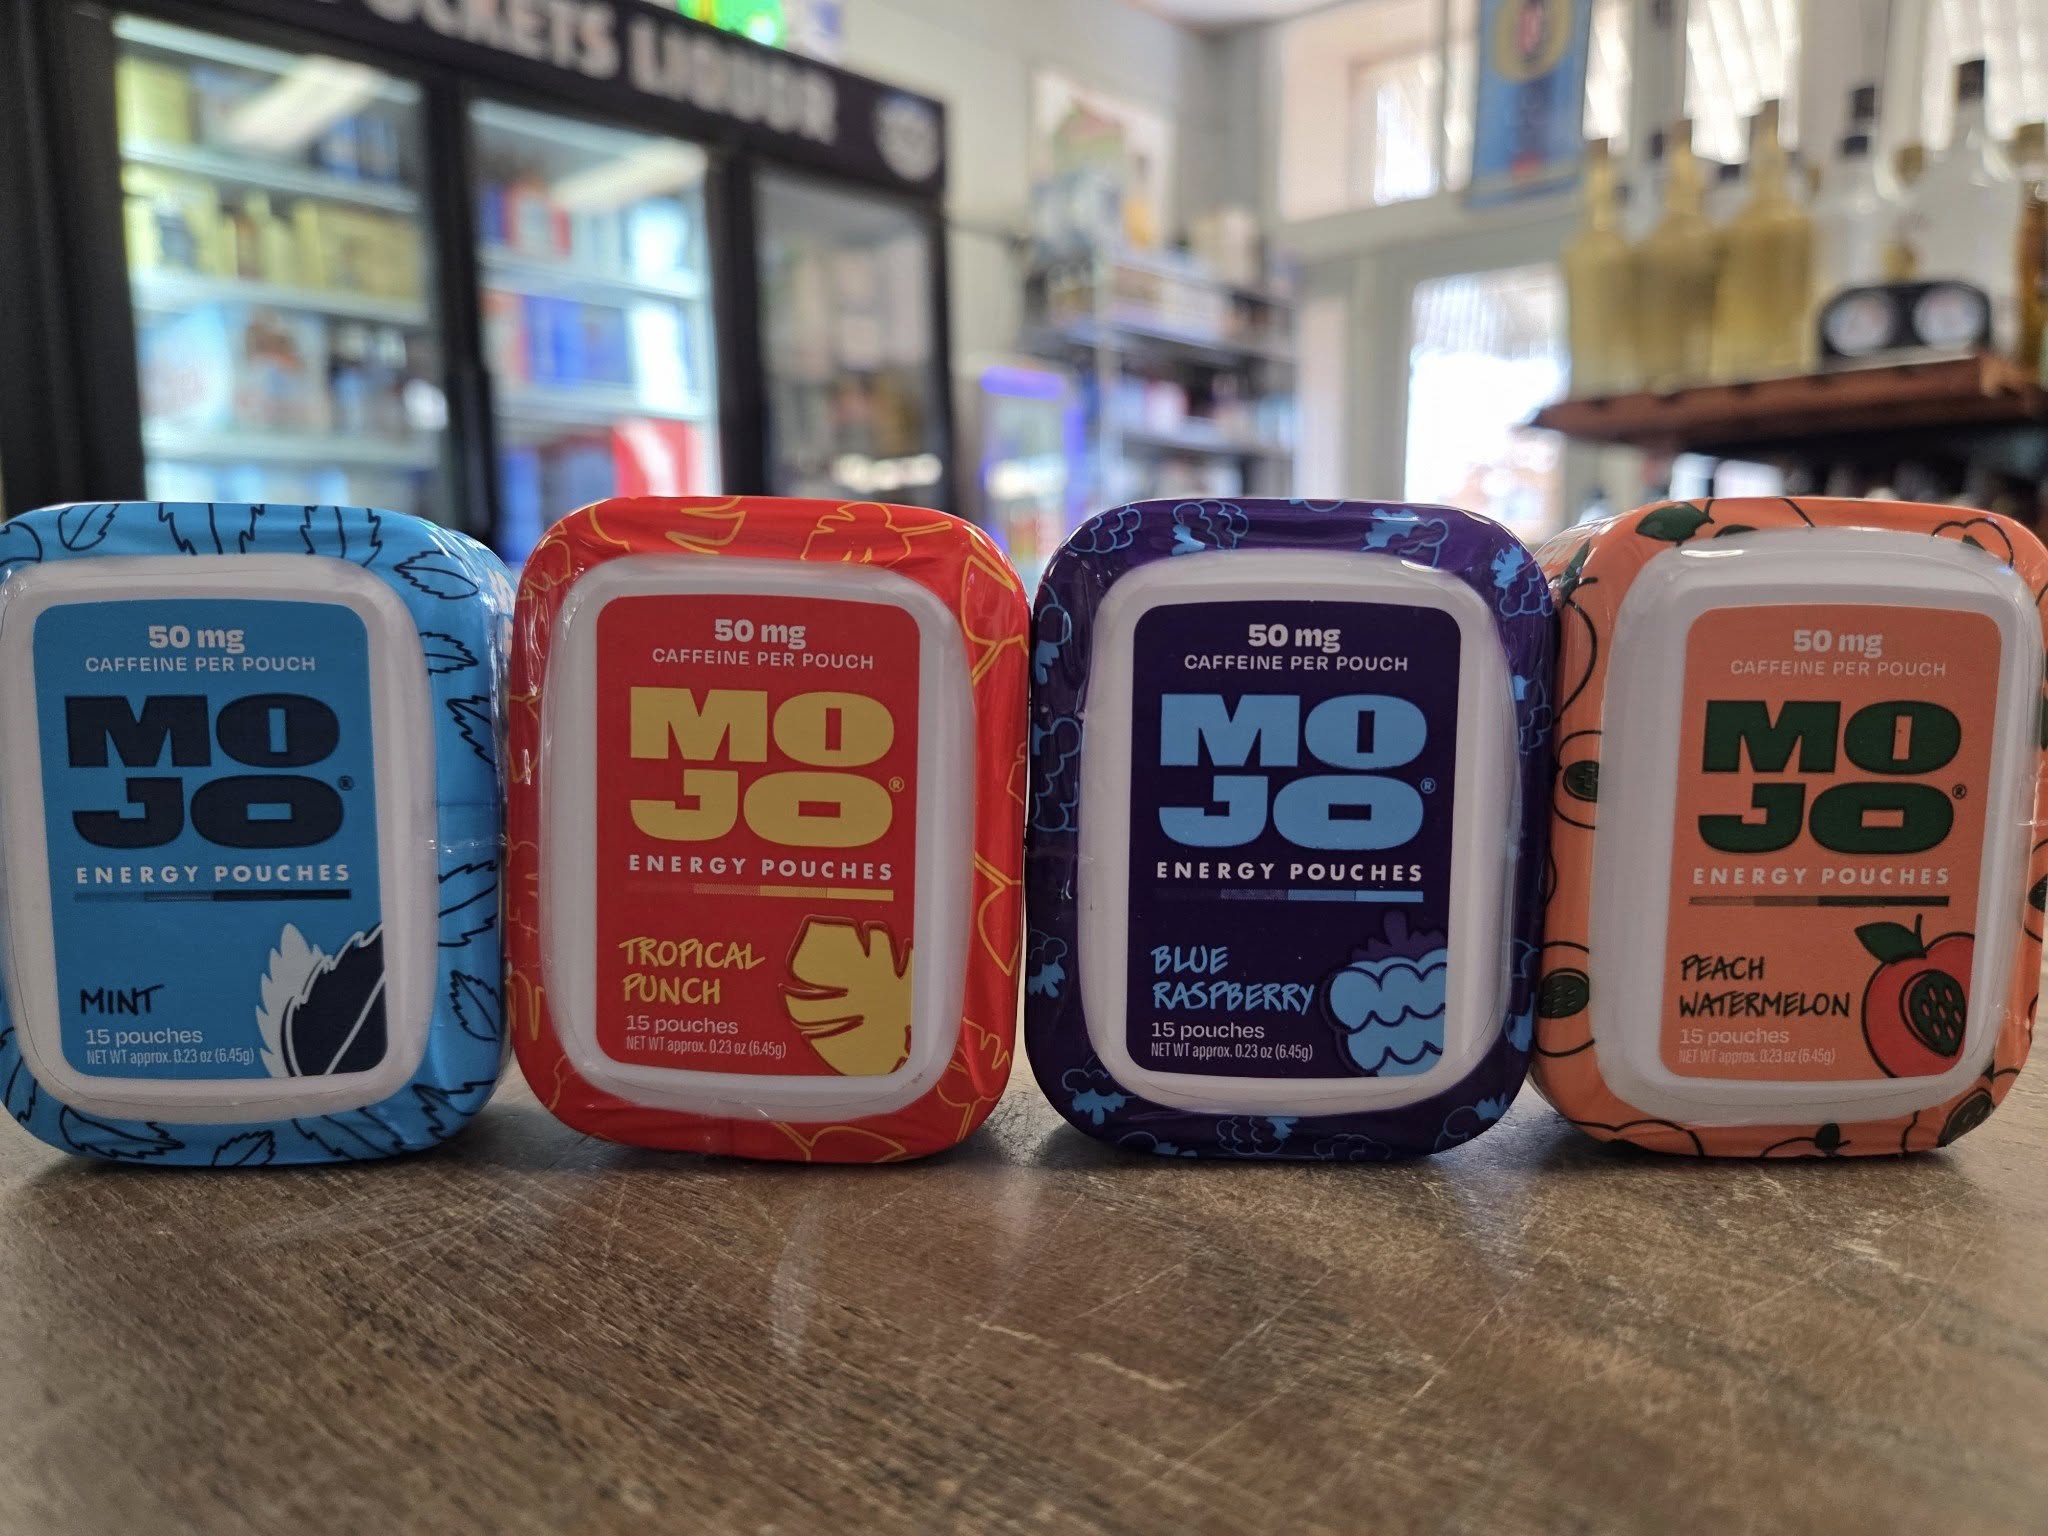 LIQUOR
50 mg
CAFFEINE PER POUCH
MO
JO®
ENERGY POUCHES
MINT
15 pouches
NET WT approx. 0.23 oz (6.45g)
50 mg
CAFFEINE PER POUCH
MO
JO®
ENERGY POUCHES
TROPICAL
PUNCH
15 pouches
NET WT approx. 0.23 oz (6.45g)
50 mg
CAFFEINE PER POUCH
MO
JO®
ENERGY POUCHES
BLUE
RASPBERRY
15 pouches
NET WT approx. 0.23 oz (6.45g)
50 mg
CAFFEINE PER POUCH
MO
JO®
ENERGY POUCHES
PEACH
WATERMELON
15 pouches
NET WT approx. 0.23 oz (6.45g)